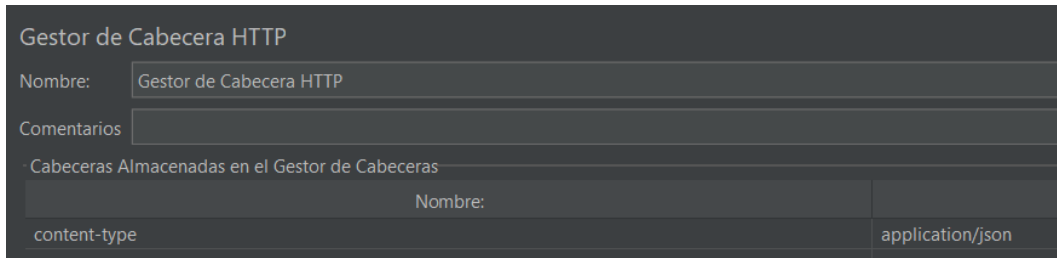 Gestor de Cabecera HTTP
Nombre: Gestor de Cabecera HTTP
Comentarios
Cabeceras Almacenadas en el Gestor de Cabeceras
Nombre:
content-type application/json